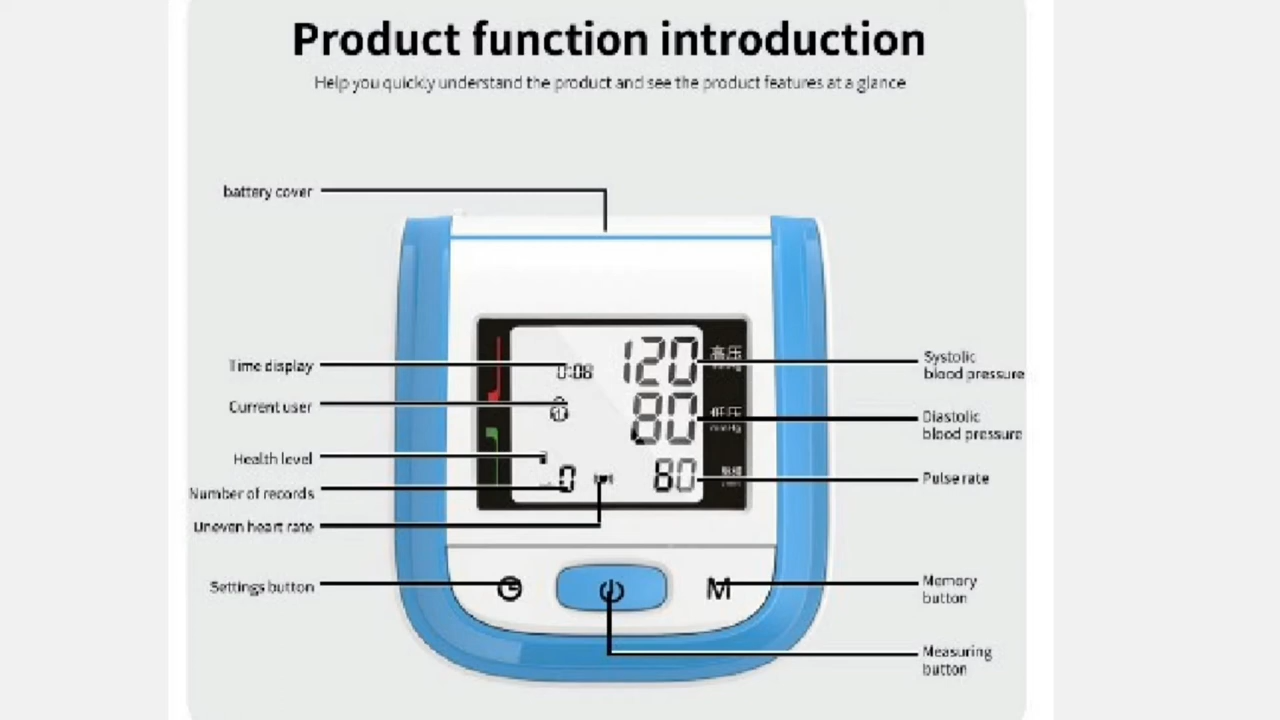 Product function introduction
Help you quickly understand the product and see the product features at a glance
battery cover
Time display
Current user
Health level
Number of records
Uneven heart rate
Settings button
0:08
1
0
120
80
80
高压
低压
mmHg
M
Systolic
blood pressure
Diastolic
blood pressure
Pulse rate
Memory
button
Measuring
button